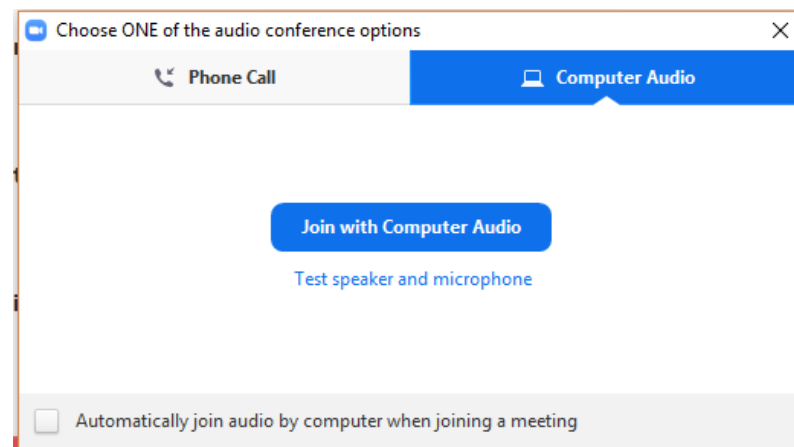 Choose ONE of the audio conference options
Phone Call
Computer Audio
Join with Computer Audio
Test speaker and microphone
Automatically join audio by computer when joining a meeting